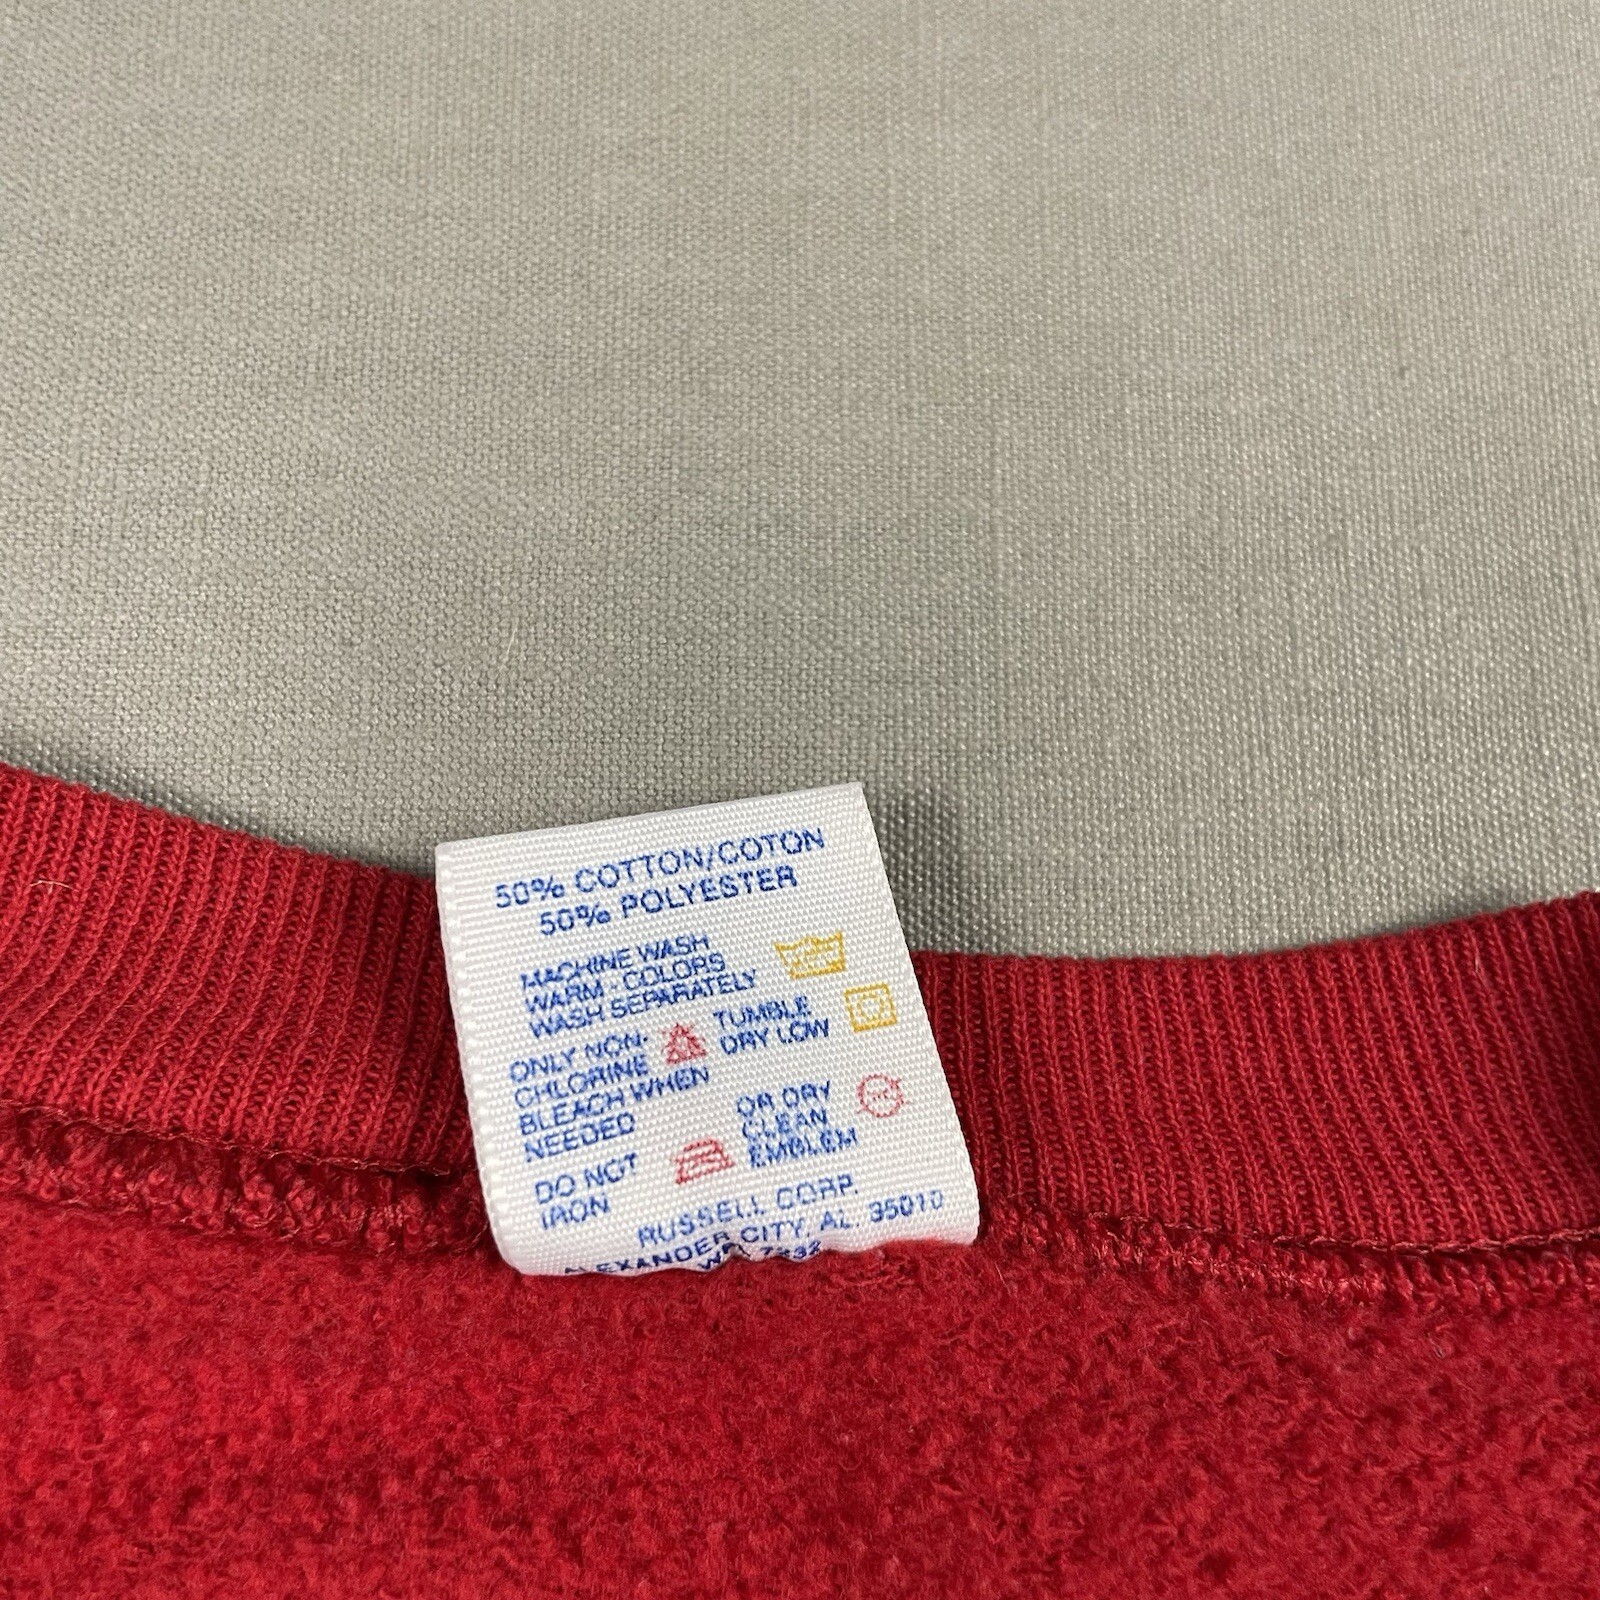 50% COTTON/COTON
50% POLYESTER
MACHINE WASH
WARM - COLORS
WASH SEPARATELY
ONLY NON-
CHLORINE
BLEACH WHEN
NEEDED
TUMBLE
DRY LOW
DO NOT
IRON
OR DRY
CLEAN
EMBLEM
RUSSELL CORP.
ALEXANDER CITY, AL. 35010